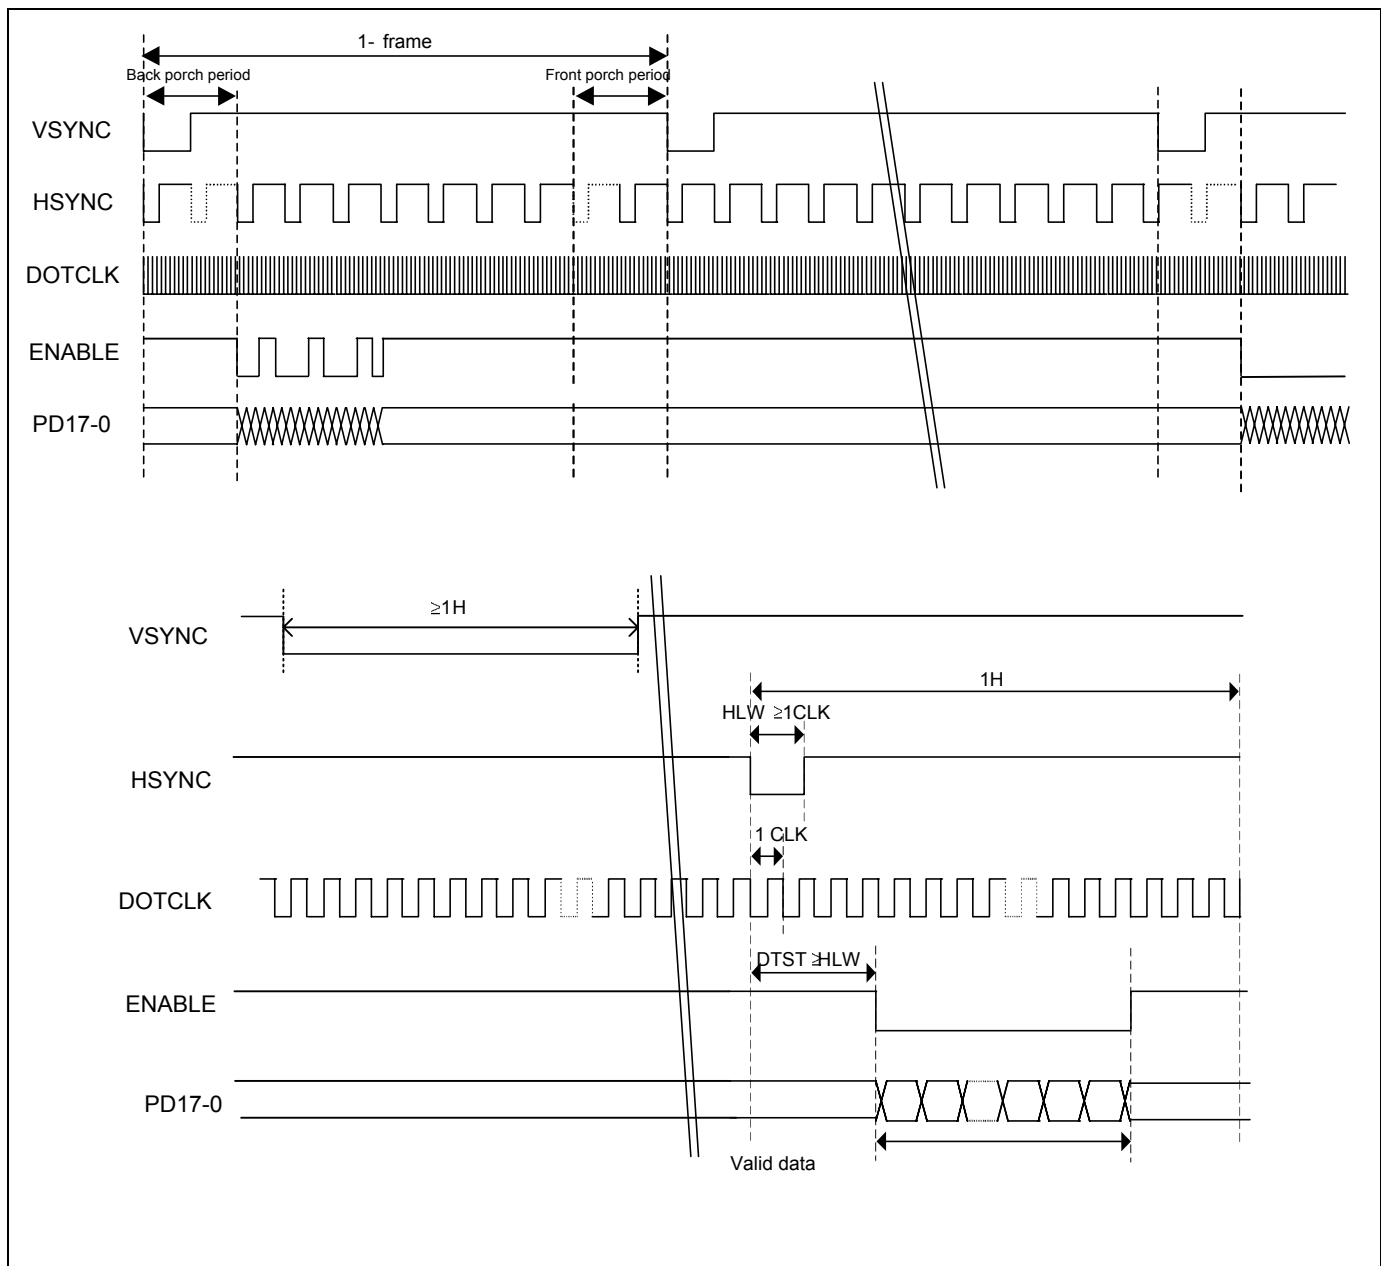 1- frame
Back porch period
Front porch period
VSYNC
HSYNC
DOTCLK
ENABLE
PD17-0
≥1H
VSYNC
1H
HLW ≥1CLK
HSYNC
1 CLK
DOTCLK
DTST ≥HLW
ENABLE
PD17-0
Valid data